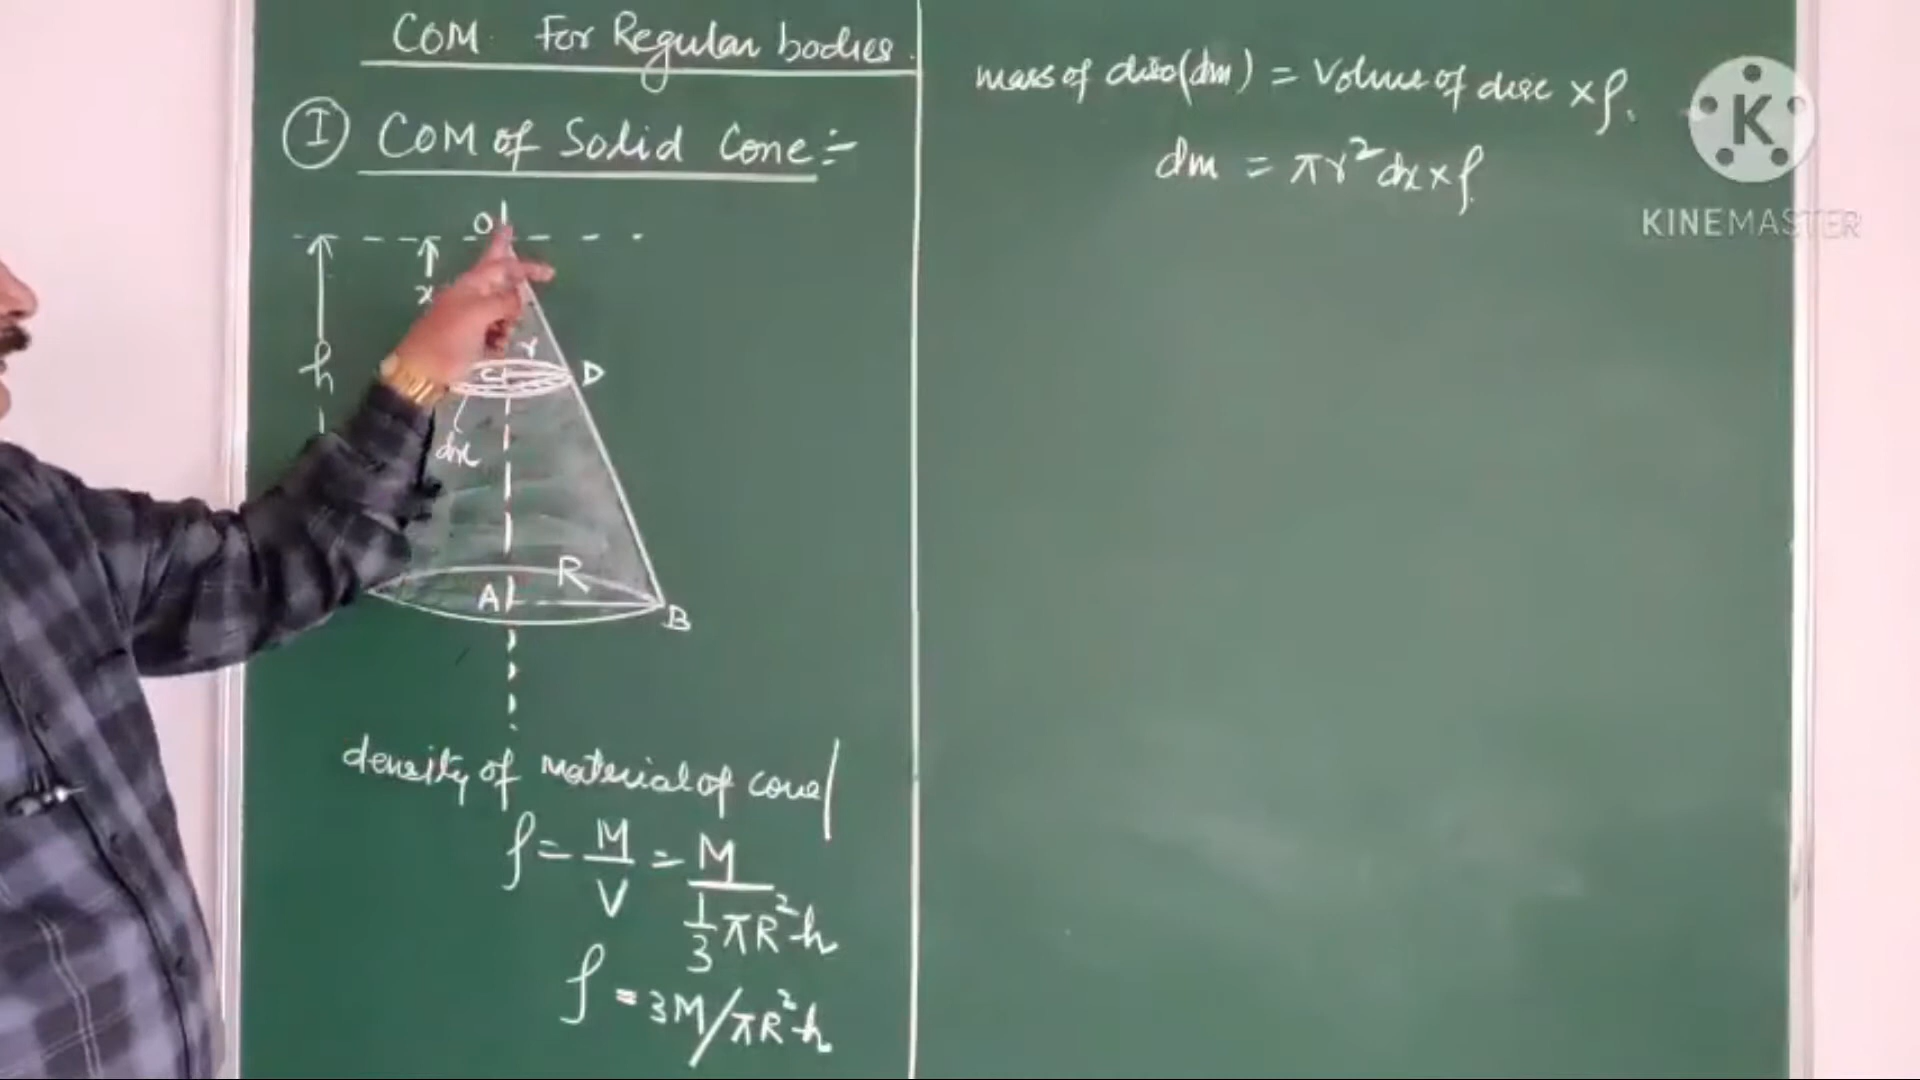 COM For Regular bodies.
I COM of Solid Cone :-
O
x
h
r
C D
dx
R
A B
density of material of cone
ρ = M/V = M/(1/3 πR²h)
ρ = 3M/πR²h
mass of disc(dm) = Volume of disc × ρ.
dm = πr² dx × ρ
K
KINEMASTER